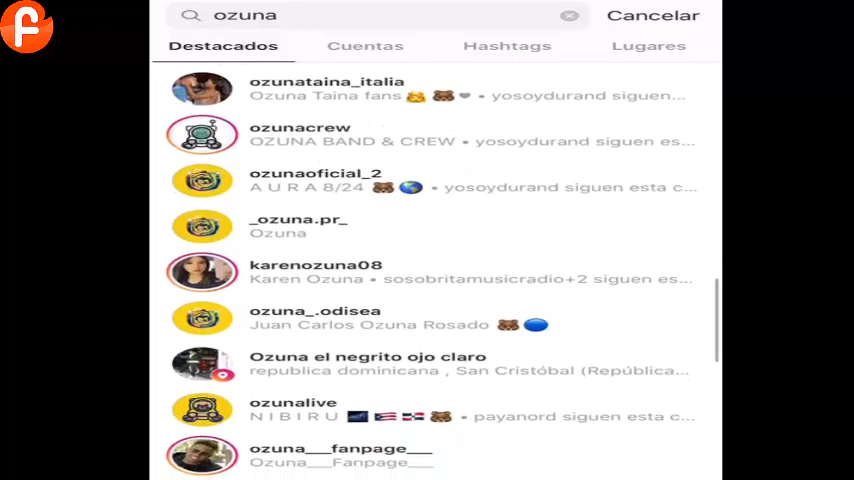 ozuna
Cancelar
Destacados Cuentas Hashtags Lugares
ozunataina_italia
Ozuna Taina fans 👼 🐻 ❤ • yosoydurand siguen...
ozunacrew
OZUNA BAND & CREW • yosoydurand siguen es...
ozunaoficial_2
A U R A 8/24 🐻 🌎 • yosoydurand siguen esta c...
_ozuna.pr_
Ozuna
karenozuna08
Karen Ozuna • sosobritamusicradio+2 siguen es...
ozuna_.odisea
Juan Carlos Ozuna Rosado 🐻 🔵
Ozuna el negrito ojo claro
republica dominicana , San Cristóbal (República...
ozunalive
N I B I R U 🌌 🇵🇷 🇩🇴 🐻 • payanord siguen esta c...
ozuna___fanpage___
Ozuna___Fanpage___